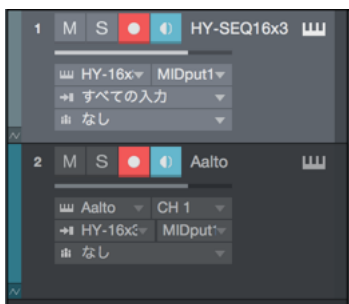 1 M S HY-SEQ16x3
HY-16x MIDput1
すべての入力
なし
2 M S Aalto
Aalto CH 1
HY-16x3 MIDput1
なし